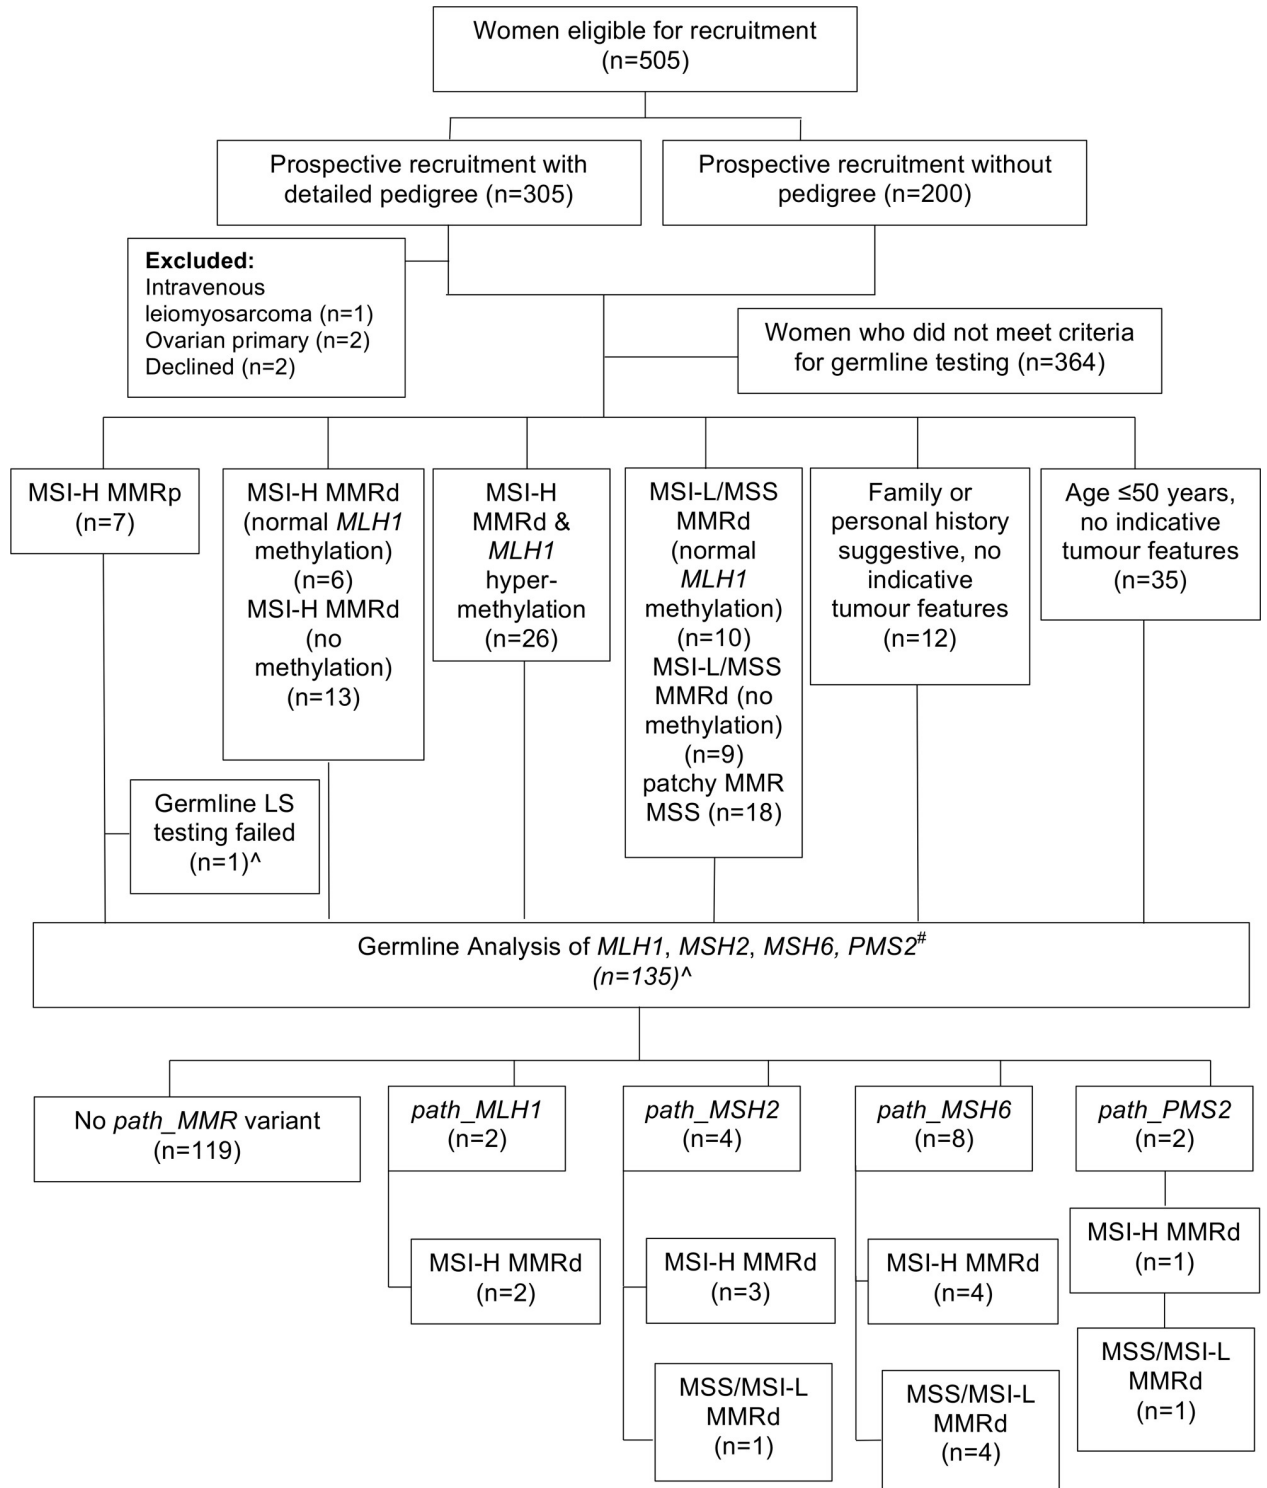 Women eligible for recruitment
(n=505)
Prospective recruitment with
detailed pedigree (n=305)
Prospective recruitment without
pedigree (n=200)
Excluded:
Intravenous
leiomyosarcoma (n=1)
Ovarian primary (n=2)
Declined (n=2)
Women who did not meet criteria
for germline testing (n=364)
MSI-H MMRp
(n=7)
MSI-H MMRd
(normal MLH1
methylation)
(n=6)
MSI-H MMRd
(no
methylation)
(n=13)
MSI-H
MMRd &
MLH1
hyper-
methylation
(n=26)
MSI-L/MSS
MMRd
(normal
MLH1
methylation)
(n=10)
MSI-L/MSS
MMRd (no
methylation)
(n=9)
patchy MMR
MSS (n=18)
Family or
personal history
suggestive, no
indicative
tumour features
(n=12)
Age ≤50 years,
no indicative
tumour features
(n=35)
Germline LS
testing failed
(n=1)^
Germline Analysis of MLH1, MSH2, MSH6, PMS2#
(n=135)^
No path_MMR variant
(n=119)
path_MLH1
(n=2)
path_MSH2
(n=4)
path_MSH6
(n=8)
path_PMS2
(n=2)
MSI-H MMRd
(n=2)
MSI-H MMRd
(n=3)
MSI-H MMRd
(n=4)
MSI-H MMRd
(n=1)
MSS/MSI-L
MMRd
(n=1)
MSS/MSI-L
MMRd
(n=4)
MSS/MSI-L
MMRd
(n=1)